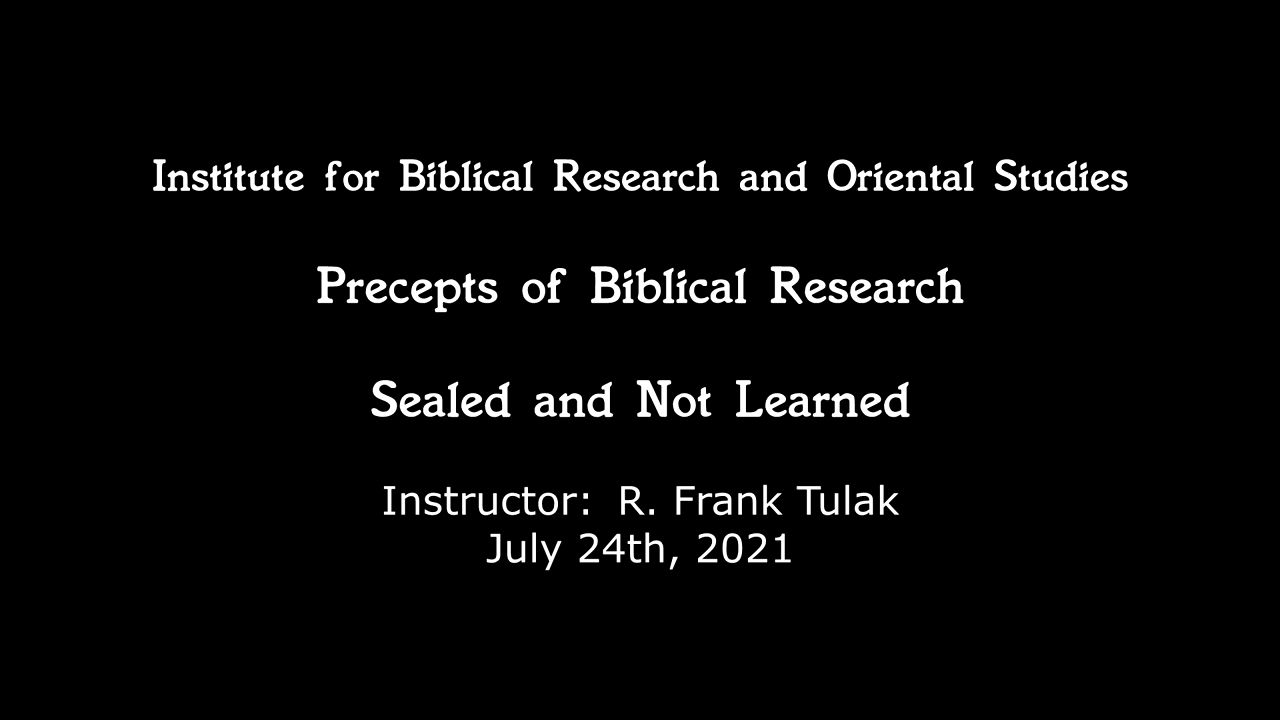 Institute for Biblical Research and Oriental Studies
Precepts of Biblical Research
Sealed and Not Learned
Instructor: R. Frank Tulak
July 24th, 2021